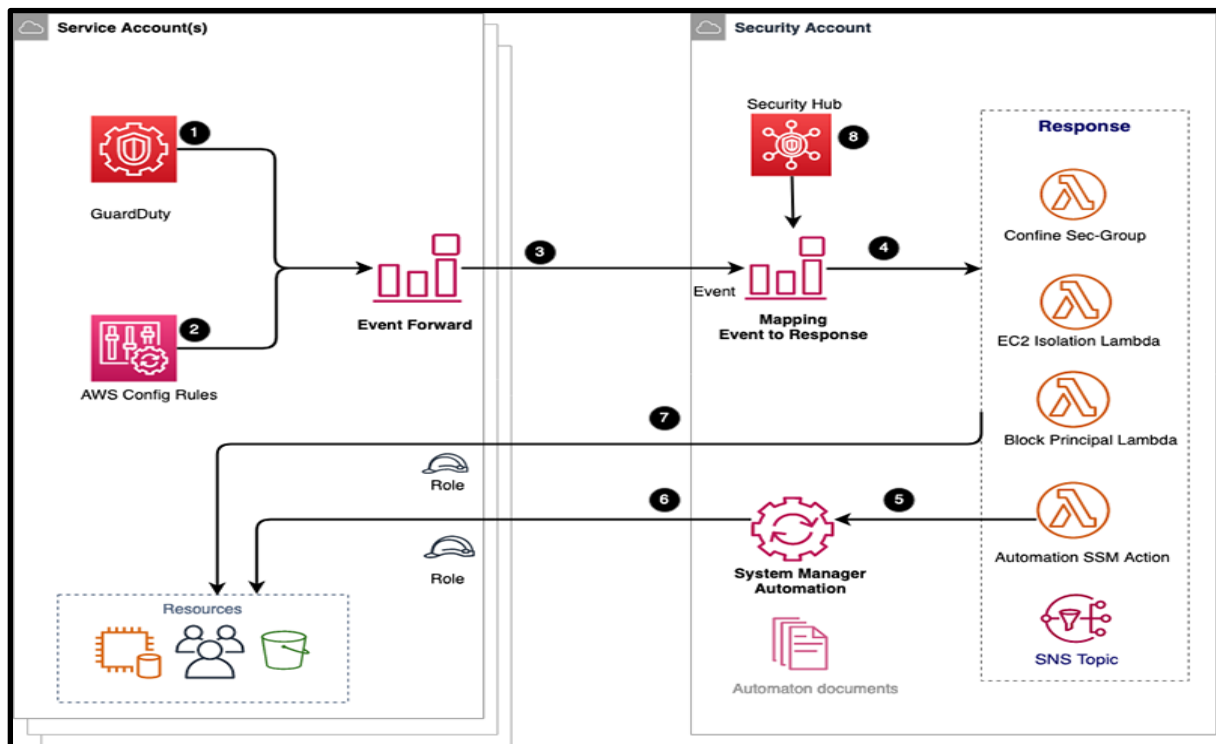 Service Account(s)
1
GuardDuty
2
AWS Config Rules
Event Forward
3
Security Account
Security Hub
8
Event
Mapping
Event to Response
4
Response
Confine Sec-Group
EC2 Isolation Lambda
Block Principal Lambda
Automation SSM Action
SNS Topic
7
Role
6
Role
5
System Manager
Automation
Automaton documents
Resources